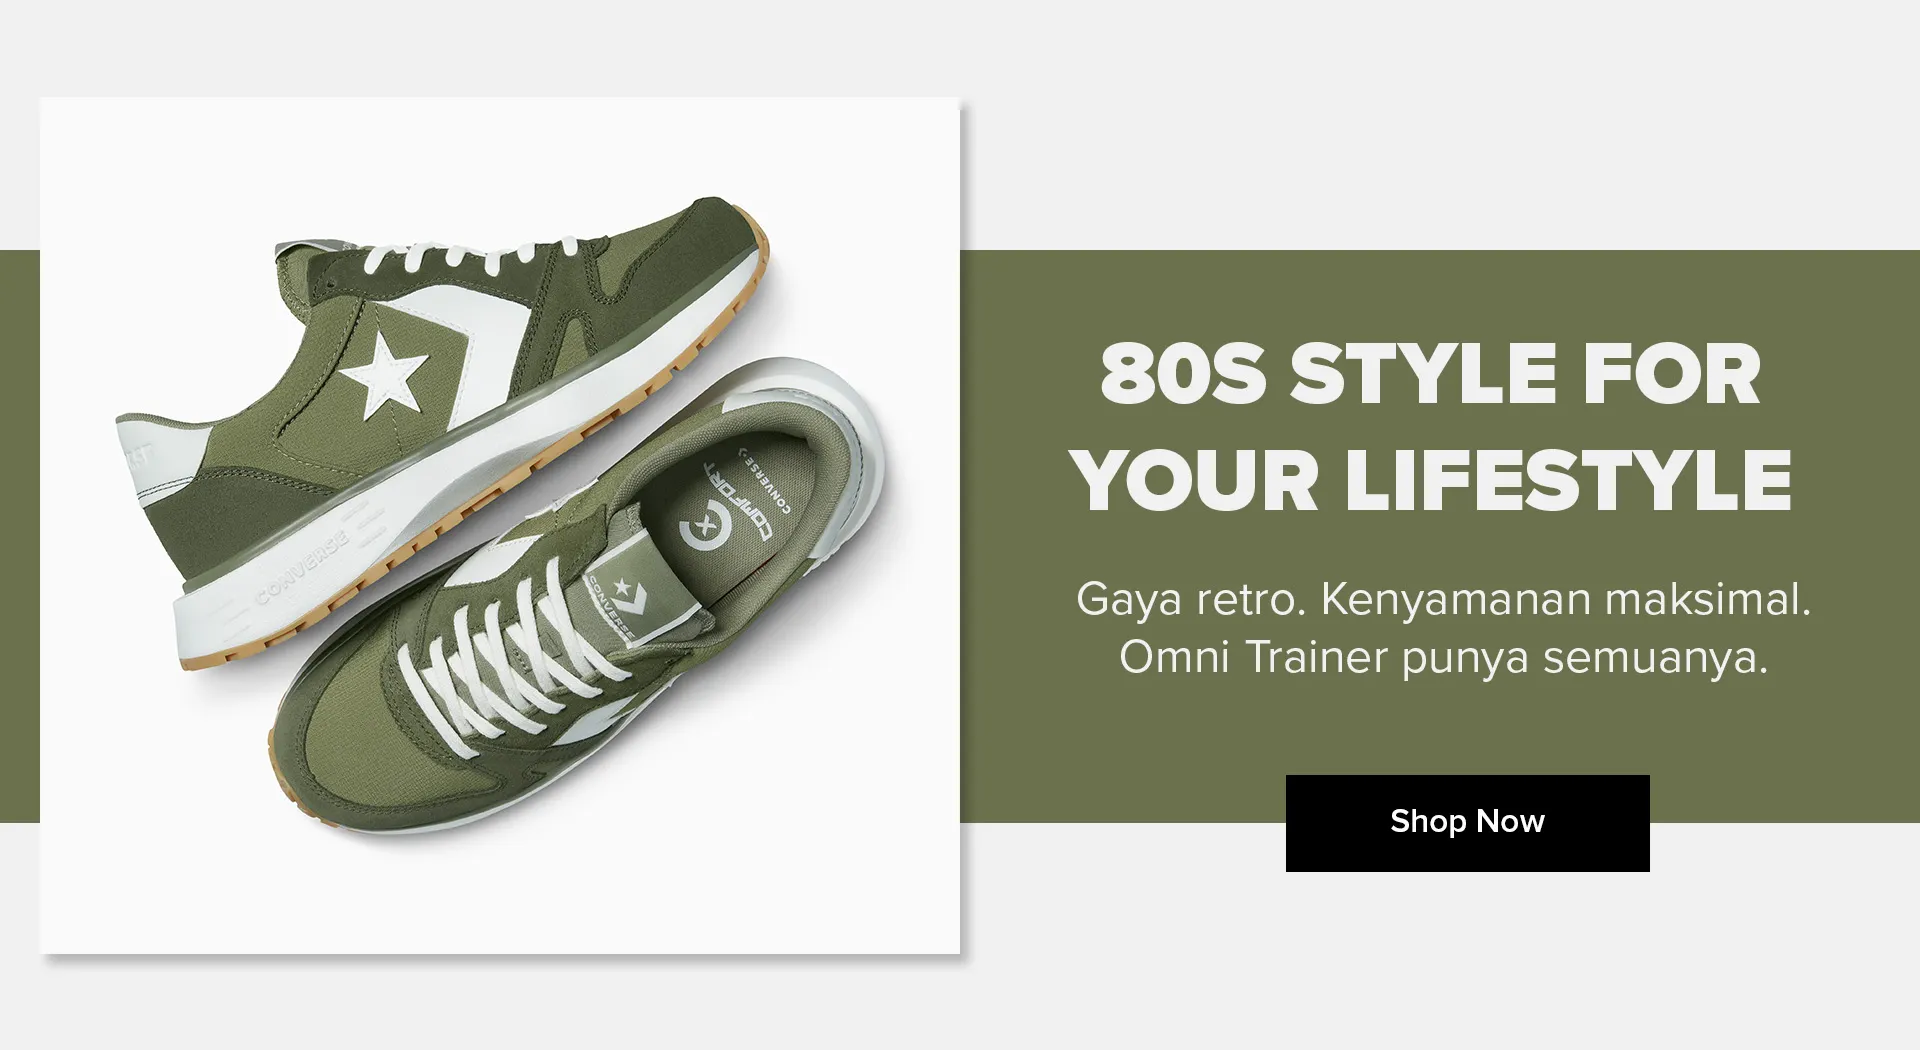 80S STYLE FOR
YOUR LIFESTYLE
Gaya retro. Kenyamanan maksimal.
Omni Trainer punya semuanya.
Shop Now
CONVERSE
CONVERSE
COMFORT
CONVERSE